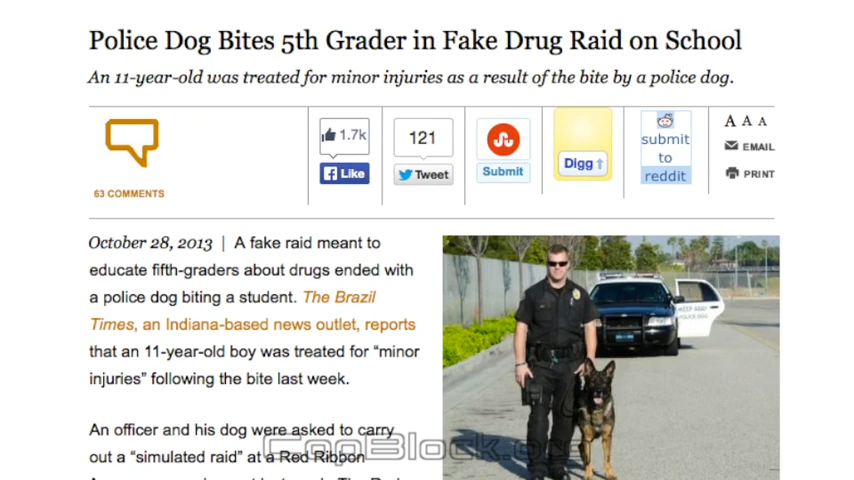 Police Dog Bites 5th Grader in Fake Drug Raid on School
An 11-year-old was treated for minor injuries as a result of the bite by a police dog.
63 COMMENTS
1.7k
Like
121
Tweet
Submit
Digg
submit
to
reddit
A A A
EMAIL
PRINT
October 28, 2013 | A fake raid meant to
educate fifth-graders about drugs ended with
a police dog biting a student. The Brazil
Times, an Indiana-based news outlet, reports
that an 11-year-old boy was treated for “minor
injuries” following the bite last week.
An officer and his dog were asked to carry
out a “simulated raid” at a Red Ribbon
CopBlock.org